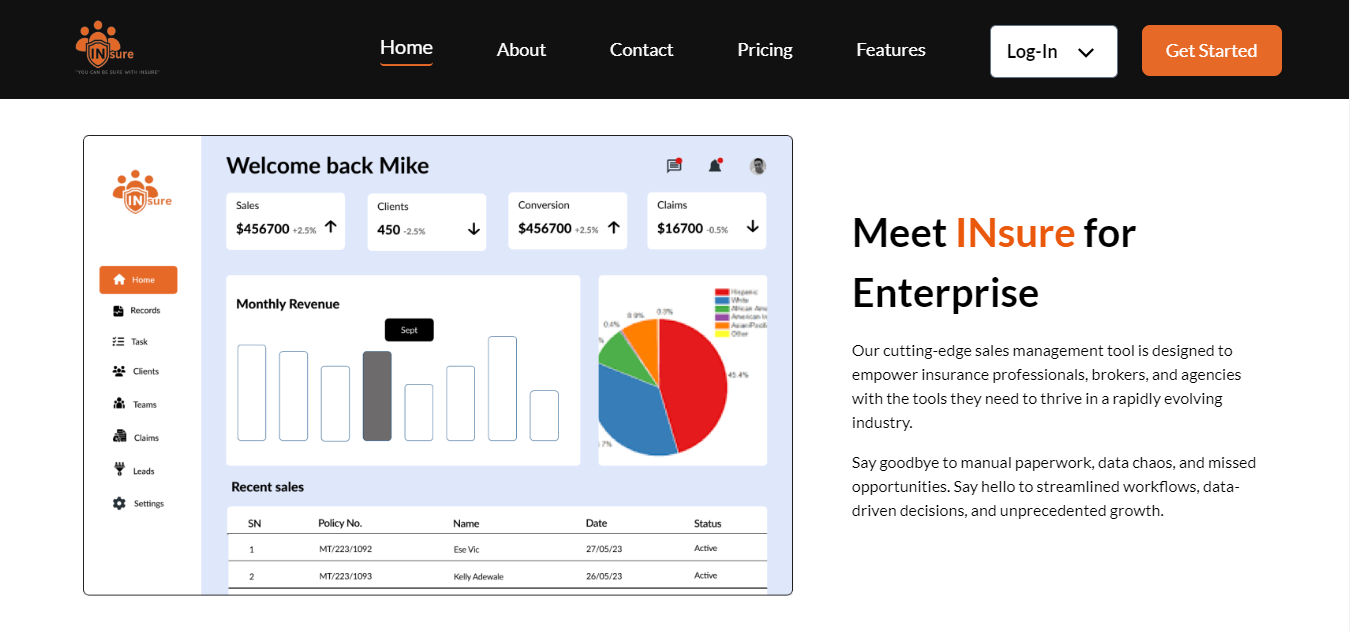 INsure
"YOU CAN BE SURE WITH INSURE"
Home
About
Contact
Pricing
Features
Log-In
Get Started
INsure
Home
Records
Task
Clients
Teams
Claims
Leads
Settings
Welcome back Mike
Sales
$456700 +2.5%
Clients
450 -2.5%
Conversion
$456700 +2.5%
Claims
$16700 -0.5%
Monthly Revenue
Sept
Hispanic
White
African Ame
American In
Asian/Pacif
Other
0.4%
0.9%
0.3%
45.4%
7%
Recent sales
SN Policy No. Name Date Status
1 MT/223/1092 Ese Vic 27/05/23 Active
2 MT/223/1093 Kelly Adewale 26/05/23 Active
Meet INsure for
Enterprise
Our cutting-edge sales management tool is designed to
empower insurance professionals, brokers, and agencies
with the tools they need to thrive in a rapidly evolving
industry.
Say goodbye to manual paperwork, data chaos, and missed
opportunities. Say hello to streamlined workflows, data-
driven decisions, and unprecedented growth.